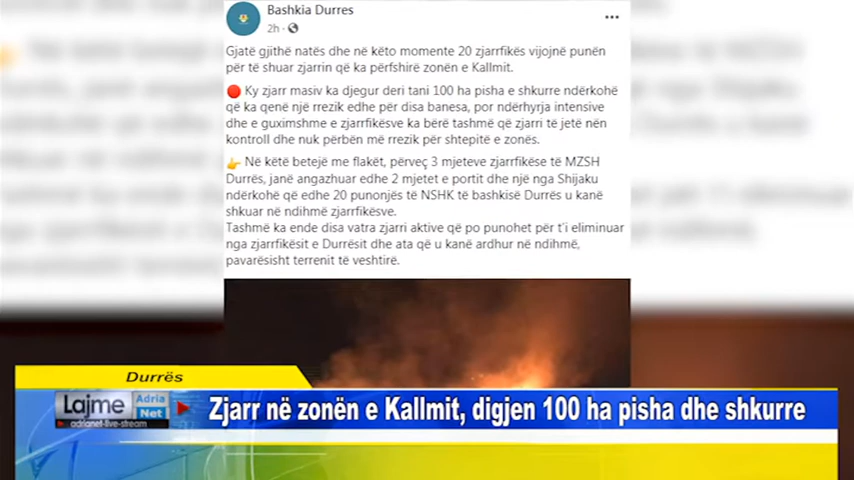 Bashkia Durres
2h
Gjatë gjithë natës dhe në këto momente 20 zjarrfikës vijojnë punën
për të shuar zjarrin që ka përfshirë zonën e Kallmit.
Ky zjarr masiv ka djegur deri tani 100 ha pisha e shkurre ndërkohë
që ka qenë një rrezik edhe për disa banesa, por ndërhyrja intensive
dhe e guximshme e zjarrfikësve ka bërë tashmë që zjarri të jetë nën
kontroll dhe nuk përbën më rrezik për shtepitë e zonës.
Në këtë betejë me flakët, përveç 3 mjeteve zjarrfikëse të MZSH
Durrës, janë angazhuar edhe 2 mjetet e portit dhe një nga Shijaku
ndërkohë që edhe 20 punonjës të NSHK të bashkisë Durrës u kanë
shkuar në ndihmë zjarrfikësve.
Tashmë ka ende disa vatra zjarri aktive që po punohet për t'i eliminuar
nga zjarrfikësit e Durrësit dhe ata që u kanë ardhur në ndihmë,
pavarësisht terrenit të veshtirë.
Durrës
Lajme Adria Net
adrianet-live-stream
Zjarr në zonën e Kallmit, digjen 100 ha pisha dhe shkurre